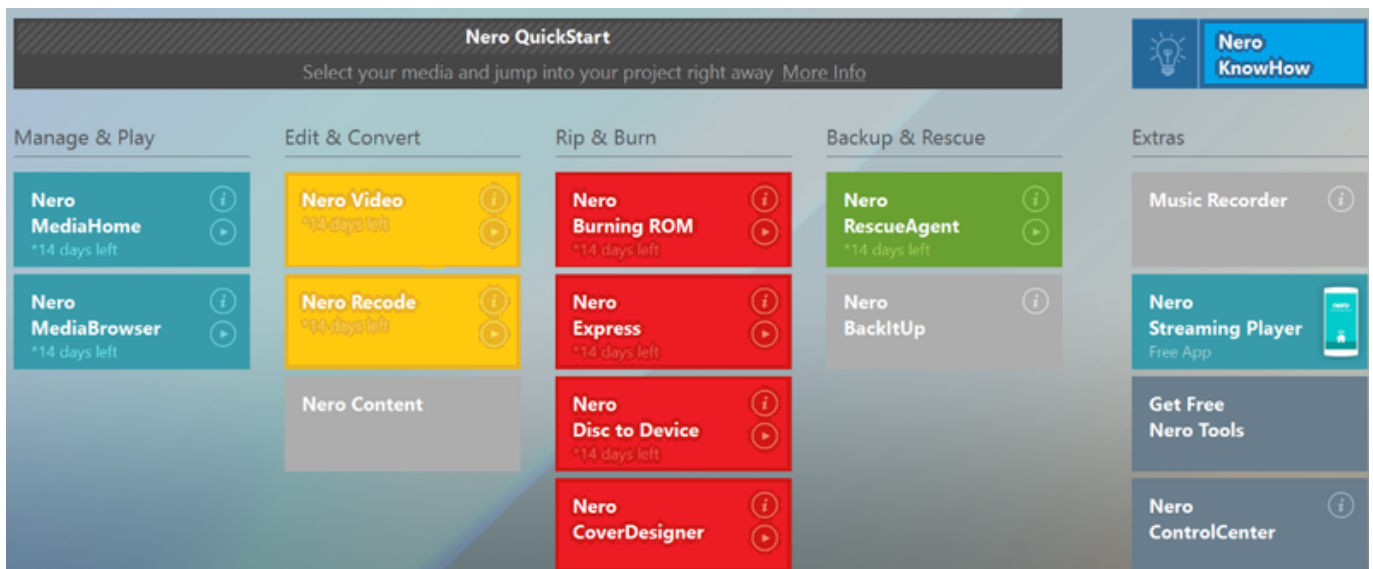 Nero QuickStart
Select your media and jump into your project right away More Info
Nero
KnowHow
Manage & Play
Nero
MediaHome
*14 days left
Nero
MediaBrowser
*14 days left
Edit & Convert
Nero Video
*14 days left
Nero Recode
*14 days left
Nero Content
Rip & Burn
Nero
Burning ROM
*14 days left
Nero
Express
*14 days left
Nero
Disc to Device
*14 days left
Nero
CoverDesigner
Backup & Rescue
Nero
RescueAgent
*14 days left
Nero
BackItUp
Extras
Music Recorder
Nero
Streaming Player
Free App
Get Free
Nero Tools
Nero
ControlCenter